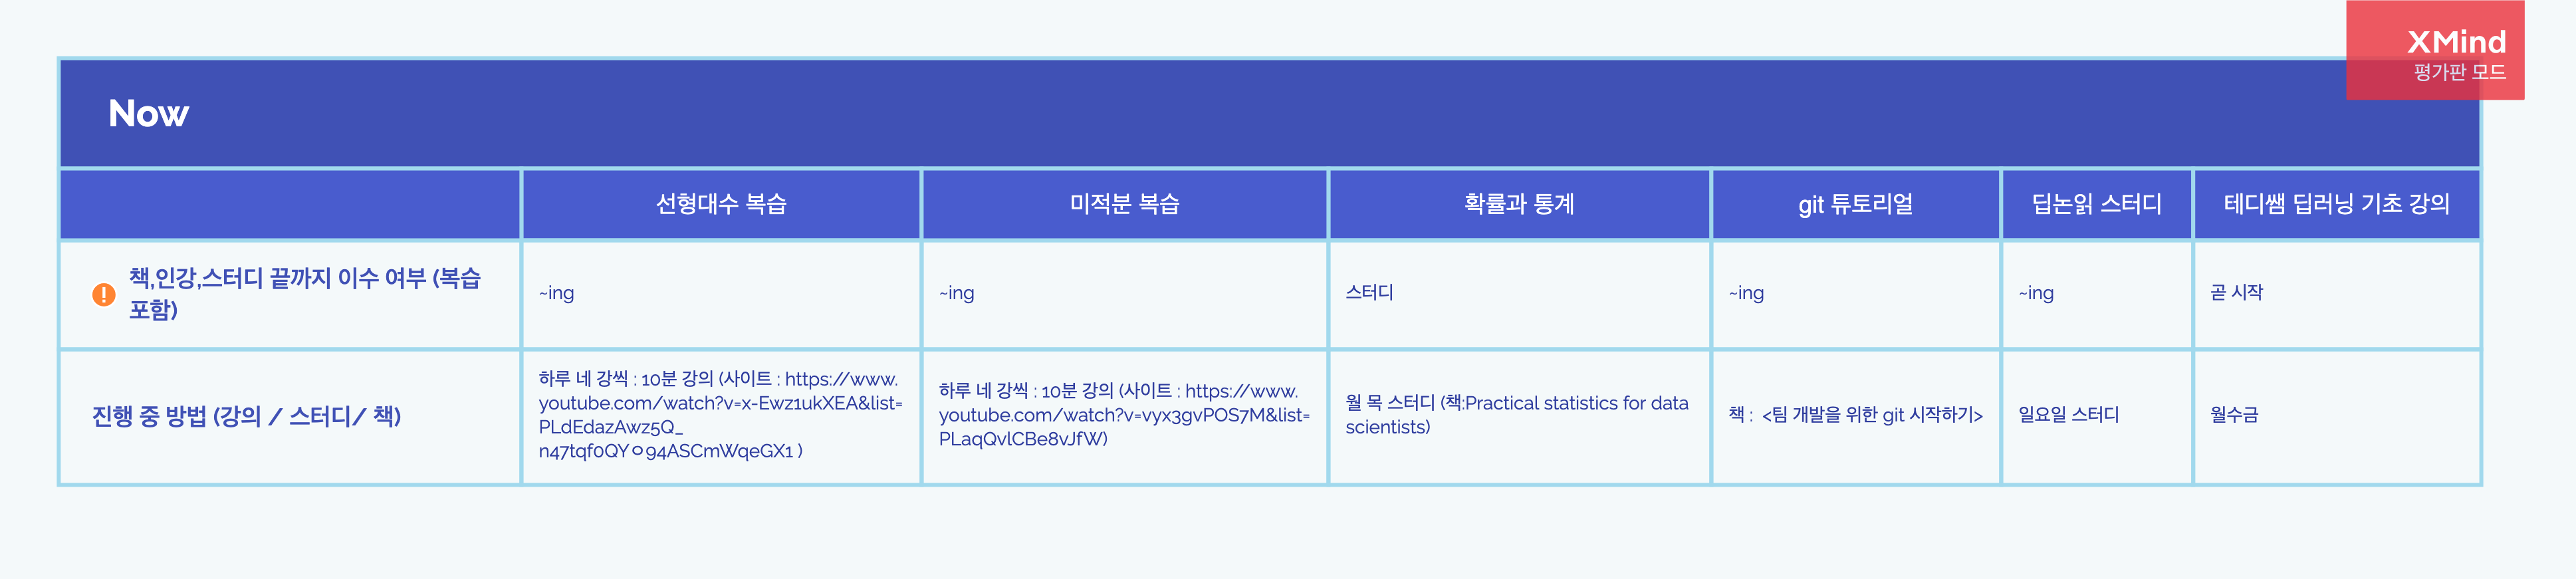 XMind
평가판 모드
Now
선형대수 복습
미적분 복습
확률과 통계
git 튜토리얼
딥논읽 스터디
테디쌤 딥러닝 기초 강의
책,인강,스터디 끝까지 이수 여부 (복습
포함)
~ing
~ing
스터디
~ing
~ing
곧 시작
진행 중 방법 (강의 / 스터디/ 책)
하루 네 강씩 : 10분 강의 (사이트 : https://www.
youtube.com/watch?v=x-Ewz1ukXEA&list=
PLdEdazAwz5Q_
n47tqf0QYㅇ94ASCmWqeGX1 )
하루 네 강씩 : 10분 강의 (사이트 : https://www.
youtube.com/watch?v=vyx3gvPOS7M&list=
PLaqQvlCBe8vJfW)
월 목 스터디 (책:Practical statistics for data
scientists)
책 : <팀 개발을 위한 git 시작하기>
일요일 스터디
월수금